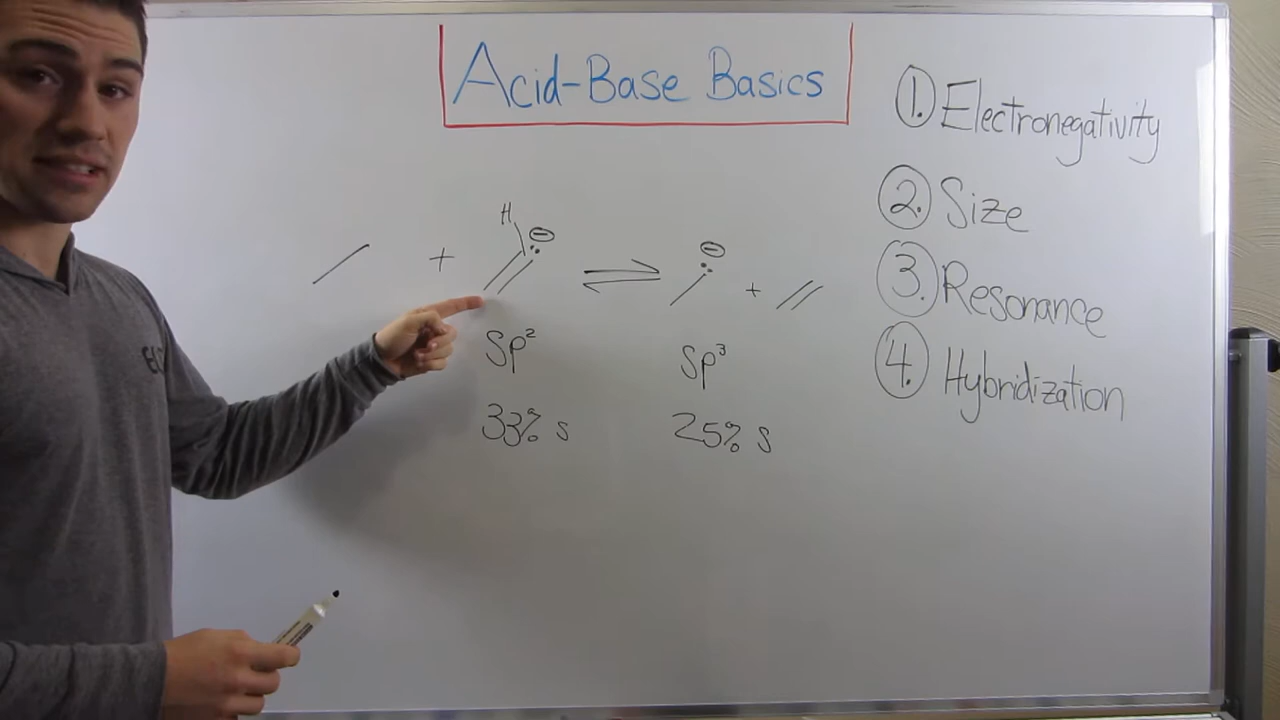 Acid-Base Basics
1. Electronegativity
2. Size
3. Resonance
4. Hybridization
H
+ ⊖ ⇌ ⊖ +
Sp² Sp³
33% s 25% s